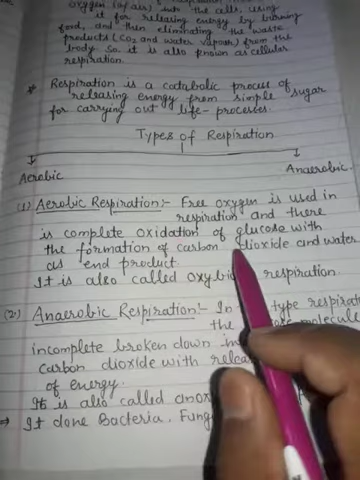 oxygen (of air) into the cells, using
it for releasing energy by burning
food, and then eliminating the waste
products (CO2 and water vapour) from the
body. So, it is also known as cellular
respiration.
* Respiration is a catabolic process of
releasing energy from simple sugar
for carrying out life-processes.
Types of Respiration
Aerobic Anaerobic
(1) Aerobic Respiration:- Free oxygen is used in
respiration and there
is complete oxidation of glucose with
the formation of carbon dioxide and water
as end product.
It is also called oxybiotic respiration.
(2) Anaerobic Respiration:- In type
the molecule
incomplete broken down in
carbon dioxide with
of energy.
It is also called
⇒ It done Bacteria,